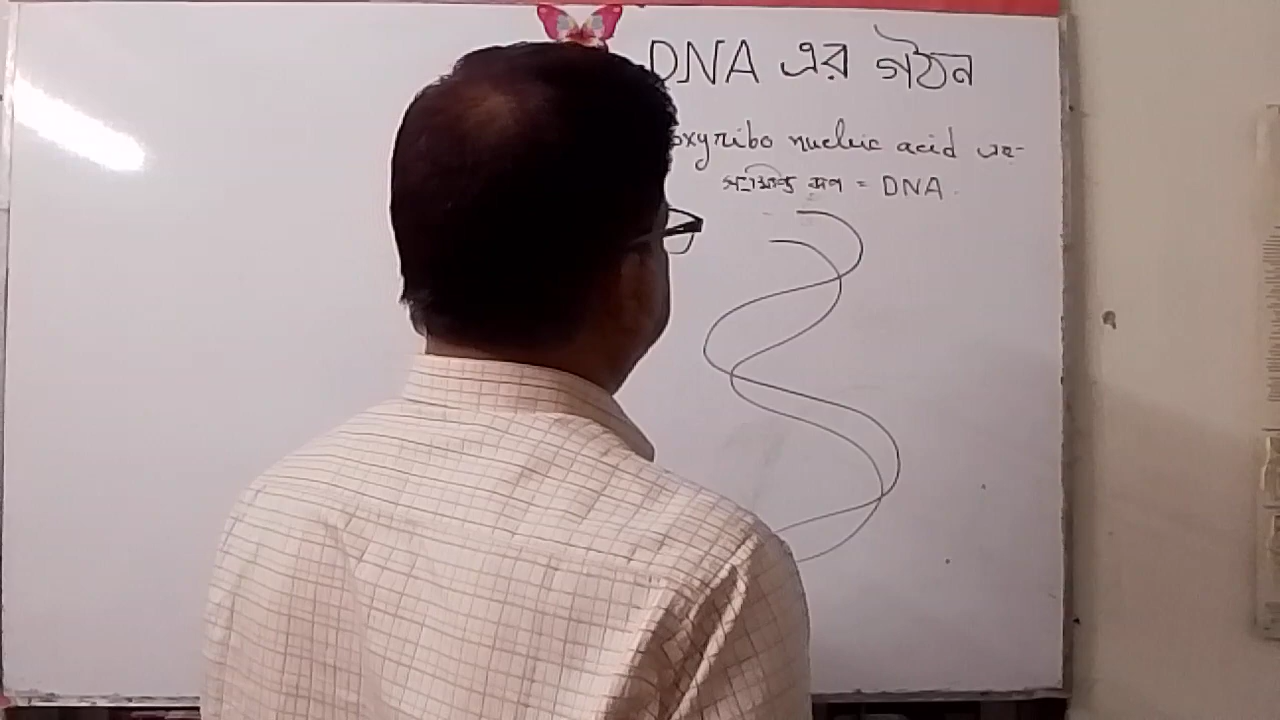 DNA এর গঠন
oxyribo nucleic acid এর
সংক্ষিপ্ত রূপ = DNA